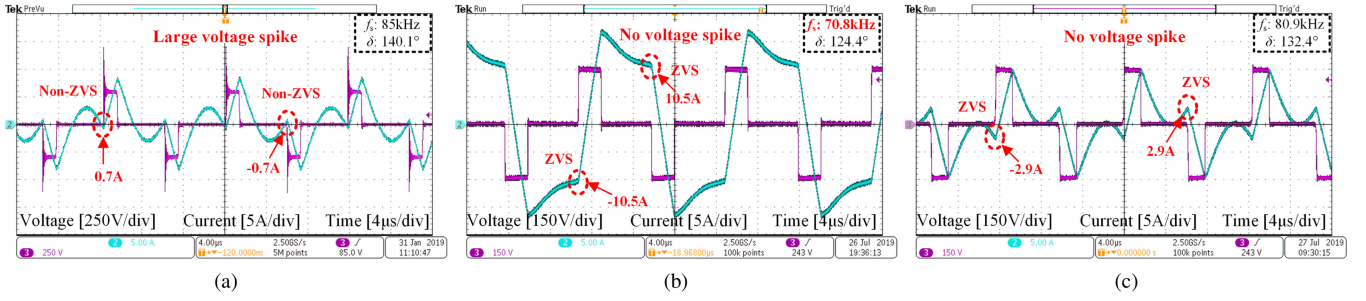 Tek PreVu
fs: 85kHz
δ: 140.1°
Large voltage spike
Non-ZVS
Non-ZVS
0.7A
-0.7A
2
Voltage [250V/div] Current [5A/div] Time [4μs/div]
2 5.00 A
3 250 V
4.00μs
T→▼-120.0000ns
2.50GS/s
5M points
3 ∫
85.0 V
31 Jan 2019
11:10:47
(a)
Tek Run Trig'd
fs: 70.8kHz
δ: 124.4°
No voltage spike
ZVS
10.5A
ZVS
-10.5A
2
Voltage [150V/div] Current [5A/div] Time [4μs/div]
2 5.00 A
3 150 V
4.00μs
T→▼-18.96800μs
2.50GS/s
100k points
3 ∫
243 V
26 Jul 2019
19:36:13
(b)
Tek Run Trig'd
fs: 80.9kHz
δ: 132.4°
No voltage spike
ZVS
ZVS
-2.9A
2.9A
Voltage [150V/div] Current [5A/div] Time [4μs/div]
2 5.00 A
3 150 V
4.00μs
T→▼0.000000 s
2.50GS/s
100k points
3 ∫
243 V
27 Jul 2019
09:30:15
(c)